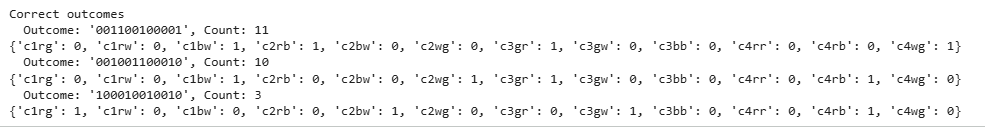 Correct outcomes
Outcome: '001100100001', Count: 11
{'c1rg': 0, 'c1rw': 0, 'c1bw': 1, 'c2rb': 1, 'c2bw': 0, 'c2wg': 0, 'c3gr': 1, 'c3gw': 0, 'c3bb': 0, 'c4rr': 0, 'c4rb': 0, 'c4wg': 1}
Outcome: '001001100010', Count: 10
{'c1rg': 0, 'c1rw': 0, 'c1bw': 1, 'c2rb': 0, 'c2bw': 0, 'c2wg': 1, 'c3gr': 1, 'c3gw': 0, 'c3bb': 0, 'c4rr': 0, 'c4rb': 1, 'c4wg': 0}
Outcome: '100010010010', Count: 3
{'c1rg': 1, 'c1rw': 0, 'c1bw': 0, 'c2rb': 0, 'c2bw': 1, 'c2wg': 0, 'c3gr': 0, 'c3gw': 1, 'c3bb': 0, 'c4rr': 0, 'c4rb': 1, 'c4wg': 0}